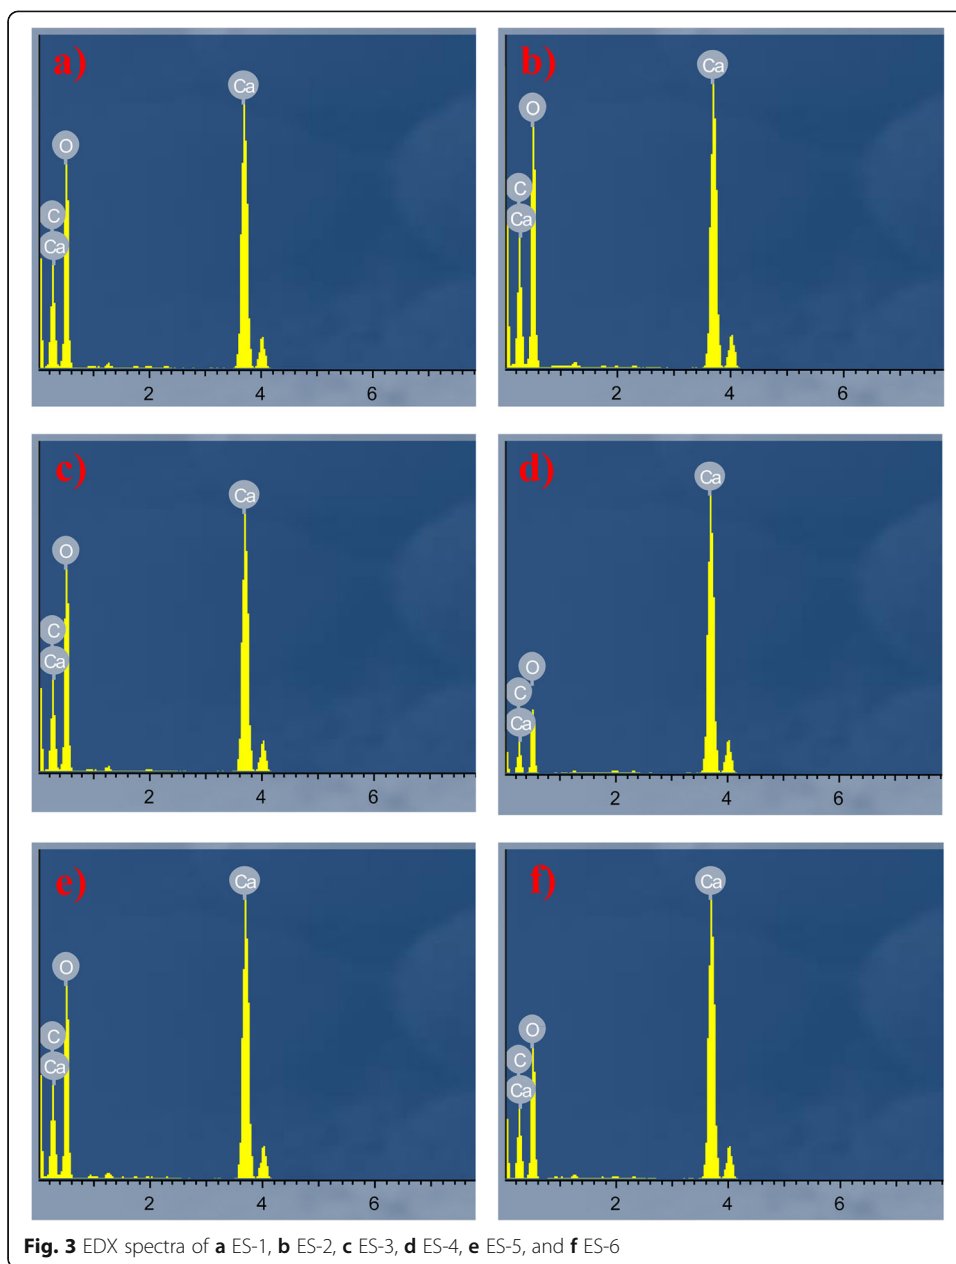 a)
Ca
O
C
Ca
2 4 6
b)
Ca
O
C
Ca
2 4 6
c)
Ca
O
C
Ca
2 4 6
d)
Ca
O
C
Ca
2 4 6
e)
Ca
O
C
Ca
2 4 6
f)
Ca
O
C
Ca
2 4 6
Fig. 3 EDX spectra of a ES-1, b ES-2, c ES-3, d ES-4, e ES-5, and f ES-6